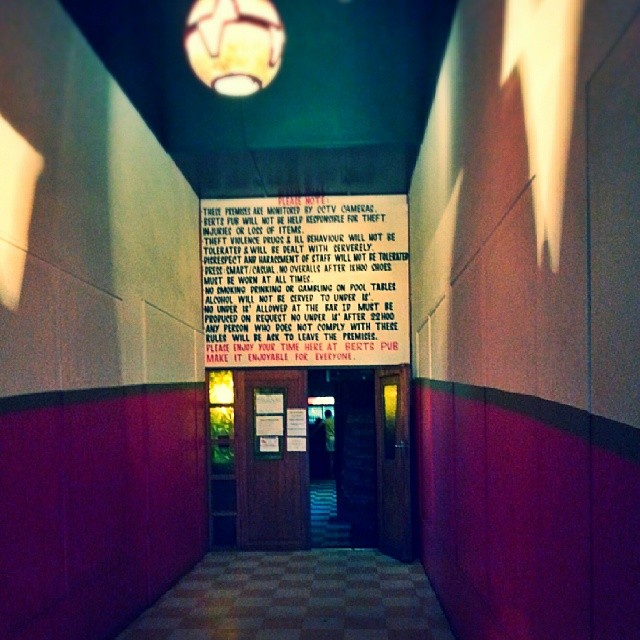 PLEASE NOTE:
THESE PREMISES ARE MONITORED BY CCTV CAMERAS.
BERTS PUB WILL NOT BE HELP RESPONSIBLE FOR THEFT
INJURIES OR LOSS OF ITEMS.
THEFT VIOLENCE DRUGS & ILL BEHAVIOUR WILL NOT BE
TOLERATED & WILL BE DEALT WITH SERVERELY.
DISRESPECT AND HARASSMENT OF STAFF WILL NOT BE TOLERATED
DRESS: SMART/CASUAL. NO OVERALLS AFTER 18H00 SHOES
MUST BE WORN AT ALL TIMES.
NO SMOKING DRINKING OR GAMBLING ON POOL TABLES
ALCOHOL WILL NOT BE SERVED TO UNDER 18'.
NO UNDER 18' ALLOWED AT THE BAR ID MUST BE
PRODUCED ON REQUEST NO UNDER 18' AFTER 22H00
ANY PERSON WHO DOES NOT COMPLY WITH THESE
RULES WILL BE ASK TO LEAVE THE PREMISES.
PLEASE ENJOY YOUR TIME HERE AT BERTS PUB
MAKE IT ENJOYABLE FOR EVERYONE.